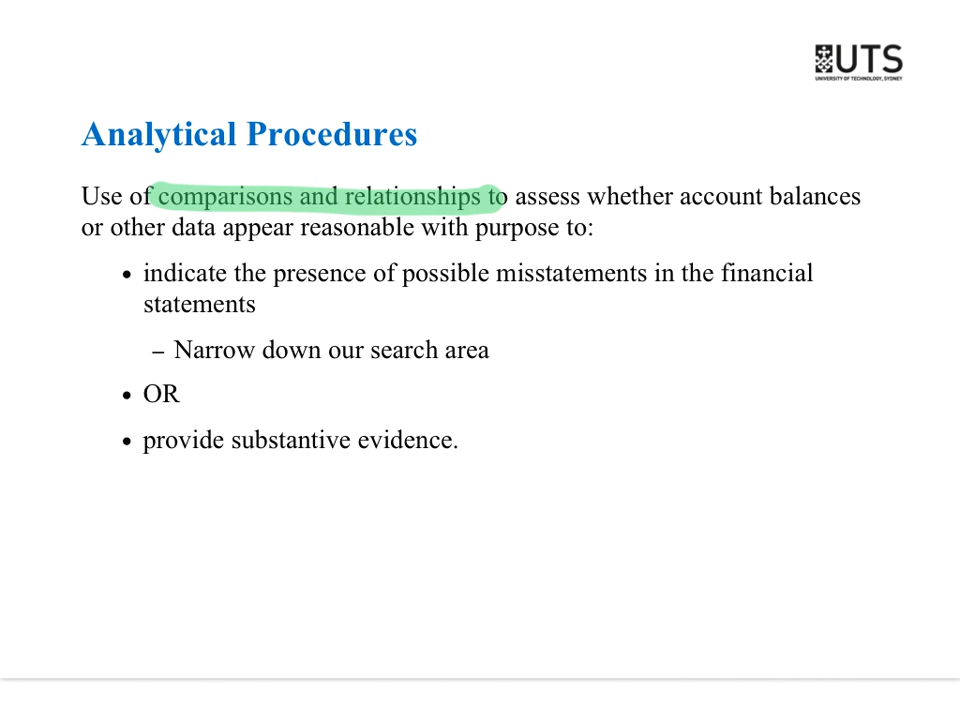 UTS
UNIVERSITY OF TECHNOLOGY, SYDNEY
Analytical Procedures
Use of comparisons and relationships to assess whether account balances
or other data appear reasonable with purpose to:
• indicate the presence of possible misstatements in the financial
statements
– Narrow down our search area
• OR
• provide substantive evidence.